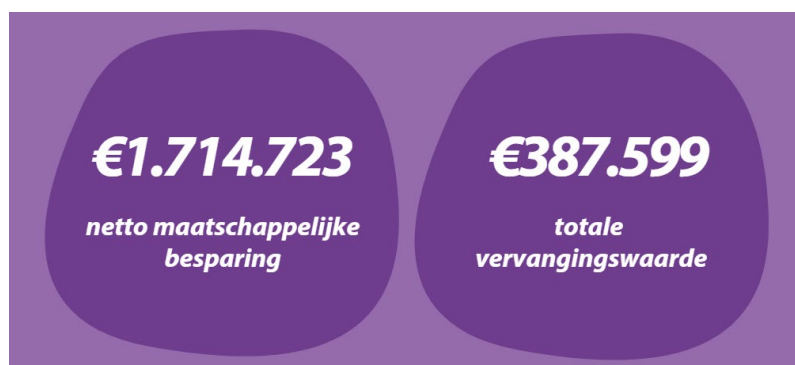 €1.714.723
netto maatschappelijke
besparing
€387.599
totale
vervangingswaarde